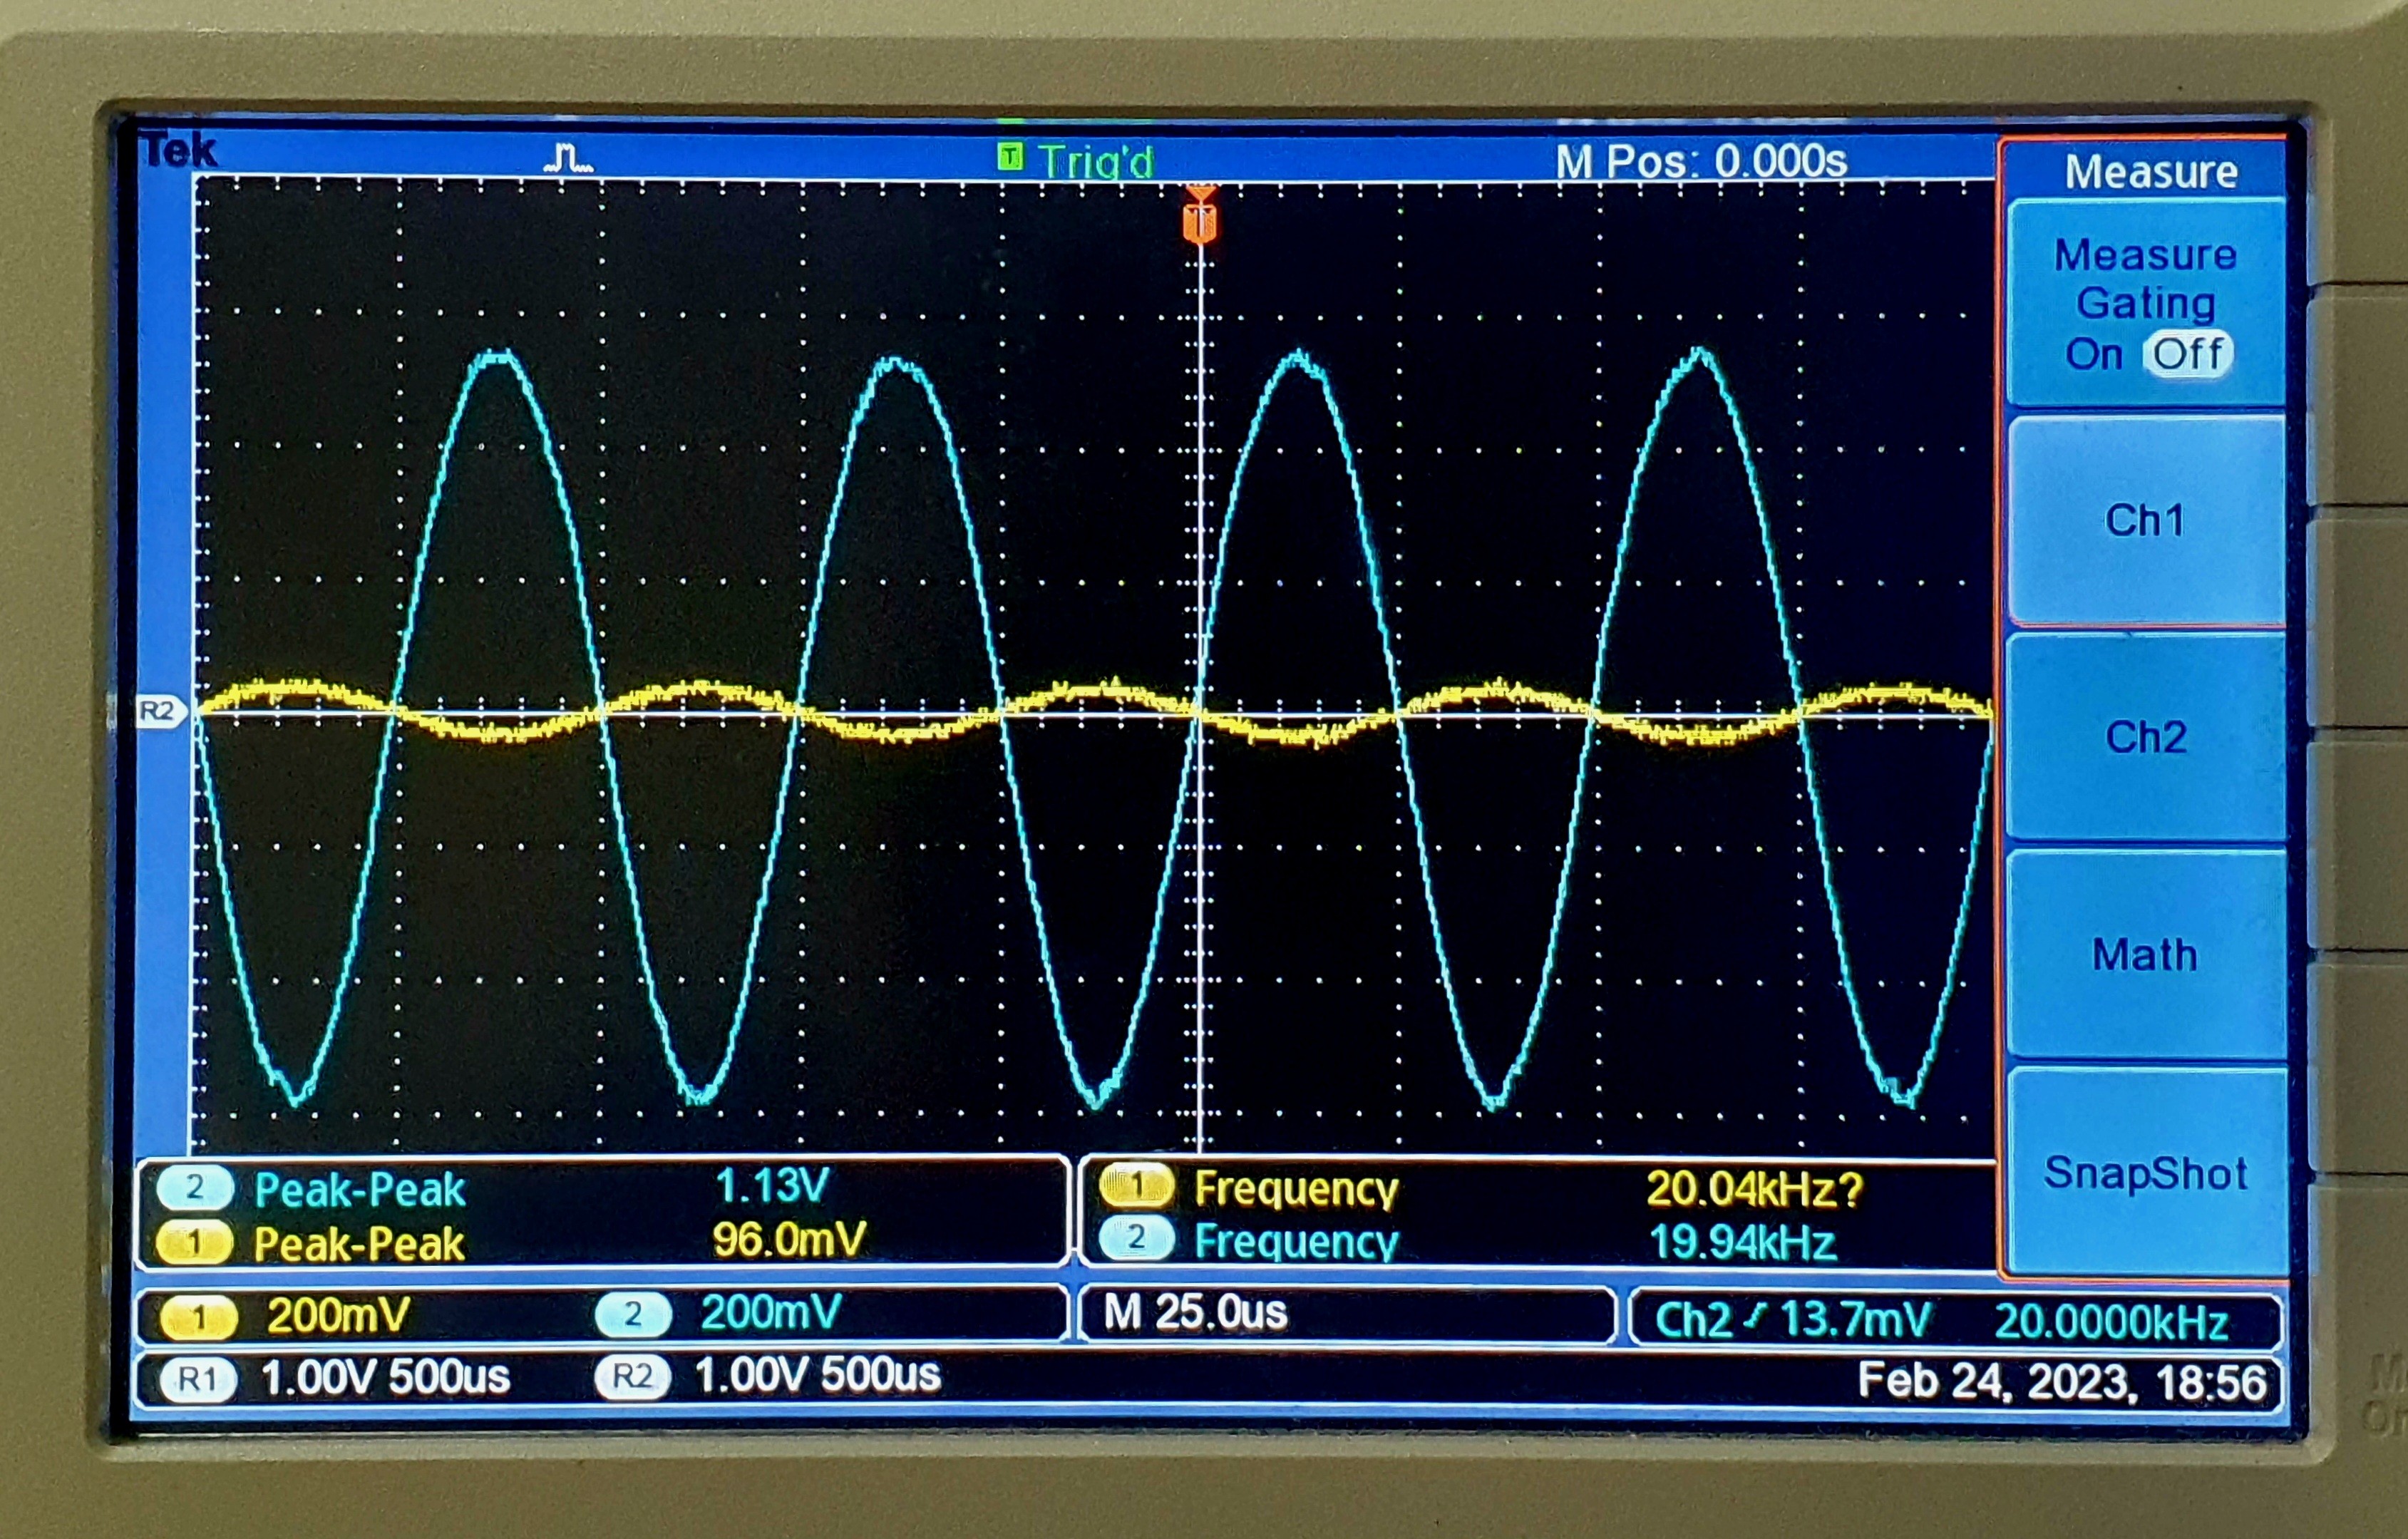 Tek T Trig'd M Pos: 0.000s
T
R2
Measure
Measure
Gating
On Off
Ch1
Ch2
Math
SnapShot
2 Peak-Peak 1.13V
1 Peak-Peak 96.0mV
1 Frequency 20.04kHz?
2 Frequency 19.94kHz
1 200mV 2 200mV M 25.0us Ch2 13.7mV 20.0000kHz
R1 1.00V 500us R2 1.00V 500us Feb 24, 2023, 18:56